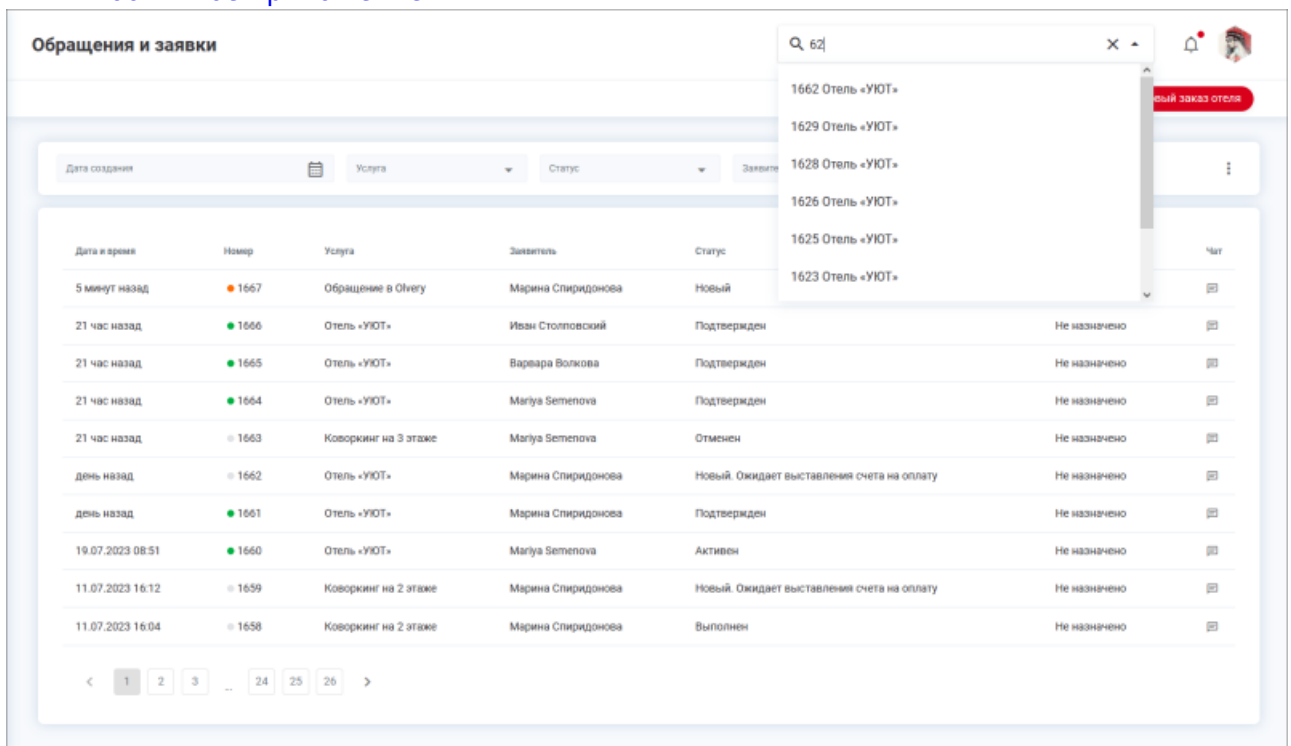 Обращения и заявки
62
1662 Отель «УЮТ»
1629 Отель «УЮТ»
1628 Отель «УЮТ»
1626 Отель «УЮТ»
1625 Отель «УЮТ»
1623 Отель «УЮТ»
заказ отеля
Дата создания Услуга Статус
Дата и время Номер Услуга Заявитель Статус Чат
5 минут назад 1667 Обращение в Olvery Марина Спиридонова Новый
21 час назад 1666 Отель «УЮТ» Иван Столповский Подтвержден Не назначено
21 час назад 1665 Отель «УЮТ» Варвара Волкова Подтвержден Не назначено
21 час назад 1664 Отель «УЮТ» Mariya Semenova Подтвержден Не назначено
21 час назад 1663 Коворкинг на 3 этаже Mariya Semenova Отменен Не назначено
день назад 1662 Отель «УЮТ» Марина Спиридонова Новый. Ожидает выставления счета на оплату Не назначено
день назад 1661 Отель «УЮТ» Марина Спиридонова Подтвержден Не назначено
19.07.2023 08:51 1660 Отель «УЮТ» Mariya Semenova Активен Не назначено
11.07.2023 16:12 1659 Коворкинг на 2 этаже Марина Спиридонова Новый. Ожидает выставления счета на оплату Не назначено
11.07.2023 16:04 1658 Коворкинг на 2 этаже Марина Спиридонова Выполнен Не назначено
< 1 2 3 ... 24 25 26 >